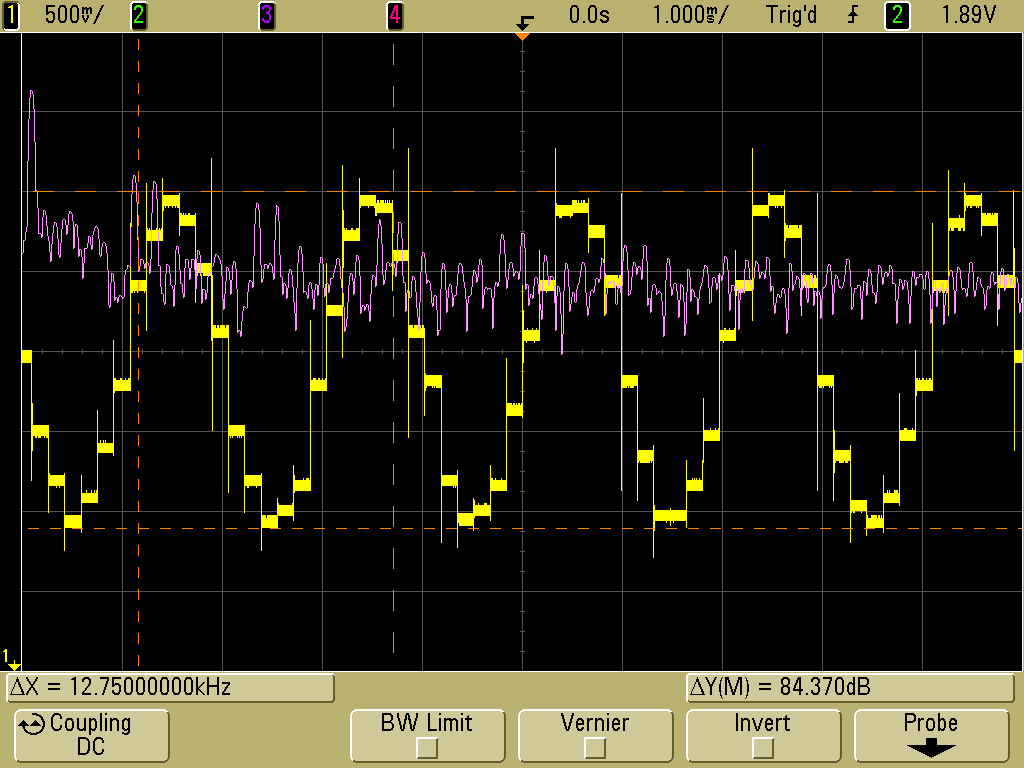 1 500mV/ 2 3 4 0.0s 1.000ms/ Trig'd 2 1.89V
1
ΔX = 12.75000000kHz ΔY(M) = 84.370dB
Coupling BW Limit Vernier Invert Probe
DC